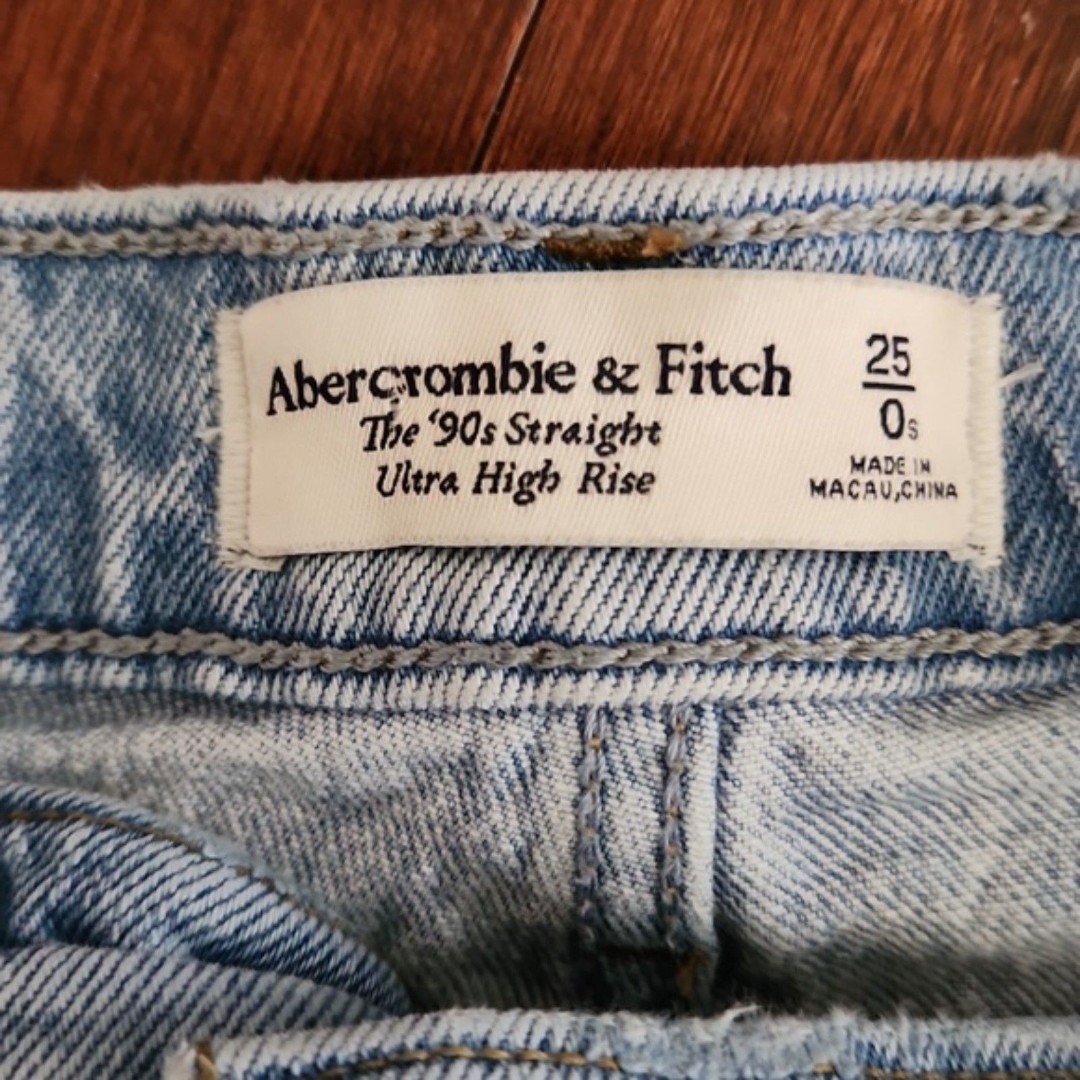 Abercrombie & Fitch
The '90s Straight
Ultra High Rise
25
0s
MADE IN
MACAU,CHINA